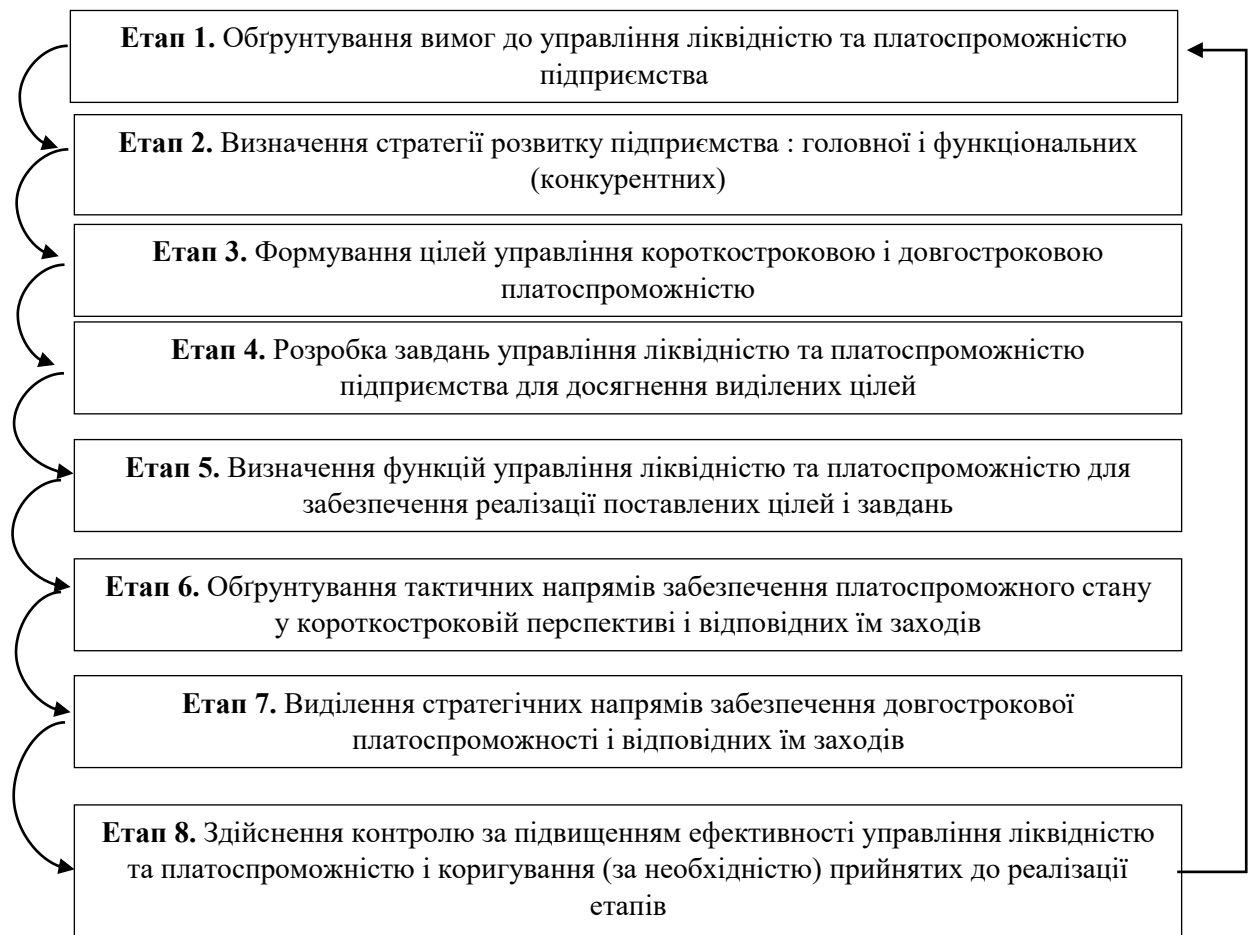 Етап 1. Обґрунтування вимог до управління ліквідністю та платоспроможністю
підприємства
Етап 2. Визначення стратегії розвитку підприємства : головної і функціональних
(конкурентних)
Етап 3. Формування цілей управління короткостроковою і довгостроковою
платоспроможністю
Етап 4. Розробка завдань управління ліквідністю та платоспроможністю
підприємства для досягнення виділених цілей
Етап 5. Визначення функцій управління ліквідністю та платоспроможністю для
забезпечення реалізації поставлених цілей і завдань
Етап 6. Обґрунтування тактичних напрямів забезпечення платоспроможного стану
у короткостроковій перспективі і відповідних їм заходів
Етап 7. Виділення стратегічних напрямів забезпечення довгострокової
платоспроможності і відповідних їм заходів
Етап 8. Здійснення контролю за підвищенням ефективності управління ліквідністю
та платоспроможністю і коригування (за необхідністю) прийнятих до реалізації
етапів